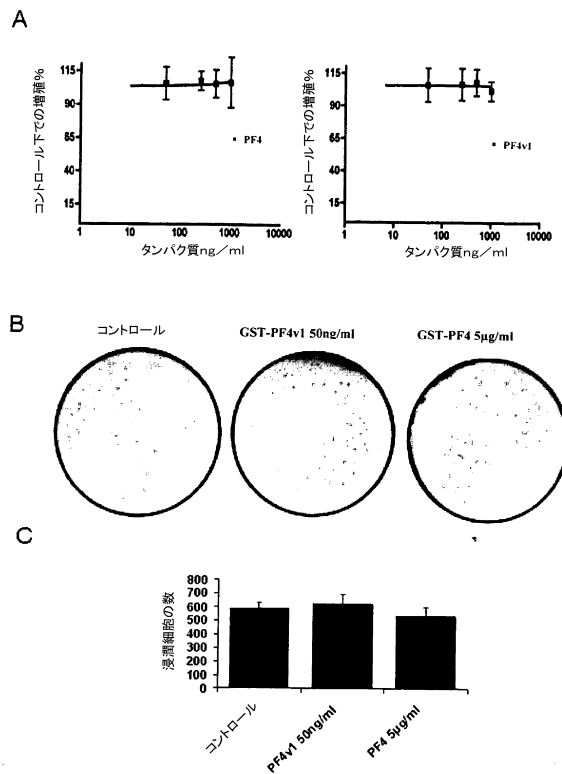 A
コントロール下での増殖%
115
90
65
40
15
PF4
1
10
100
1000
10000
タンパク質ng/ml
コントロール下での増殖%
115
90
65
40
15
PF4v1
1
10
100
1000
10000
タンパク質ng/ml
B
コントロール
GST-PF4v1 50ng/ml
GST-PF4 5µg/ml
C
浸潤細胞の数
800
700
600
500
400
300
200
100
0
コントロール
PF4v1 50ng/ml
PF4 5µg/ml